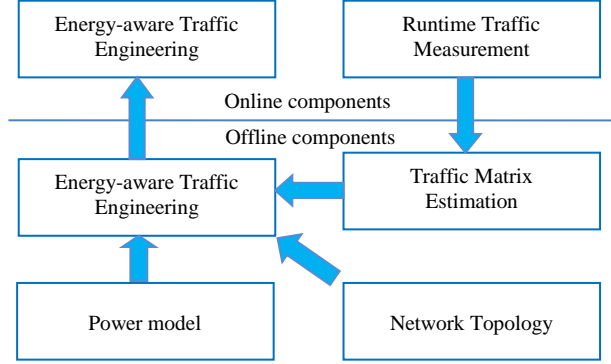 Energy-aware Traffic
Engineering
Runtime Traffic
Measurement
Online components
Offline components
Energy-aware Traffic
Engineering
Traffic Matrix
Estimation
Power model
Network Topology